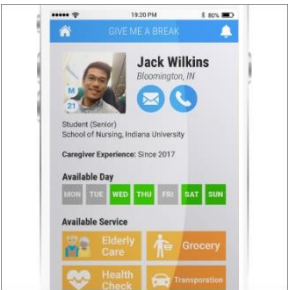 19:20 PM
80%
GIVE ME A BREAK
Jack Wilkins
Bloomington, IN
M
21
Student (Senior)
School of Nursing, Indiana University
Caregiver Experience: Since 2017
Available Day
MON TUE WED THU FRI SAT SUN
Available Service
Elderly
Care
Grocery
Health
Check
Transporation